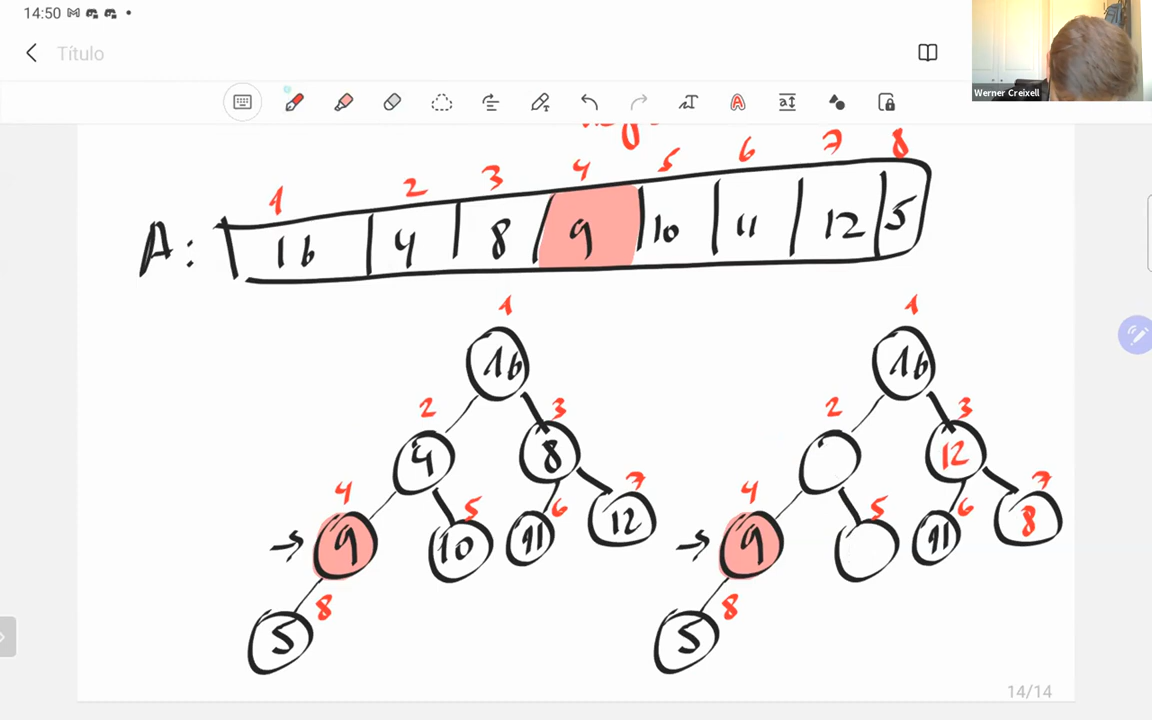 14:50
Título
Werner Creixell
1 2 3 4 5 6 7 8
A: 16 4 8 9 10 11 12 5
1 1
16 16
2 3 2 3
4 8 12
4 5 6 7 4 5 6 7
→ 9 10 11 12 → 9 11 8
8 8
5 5
14/14